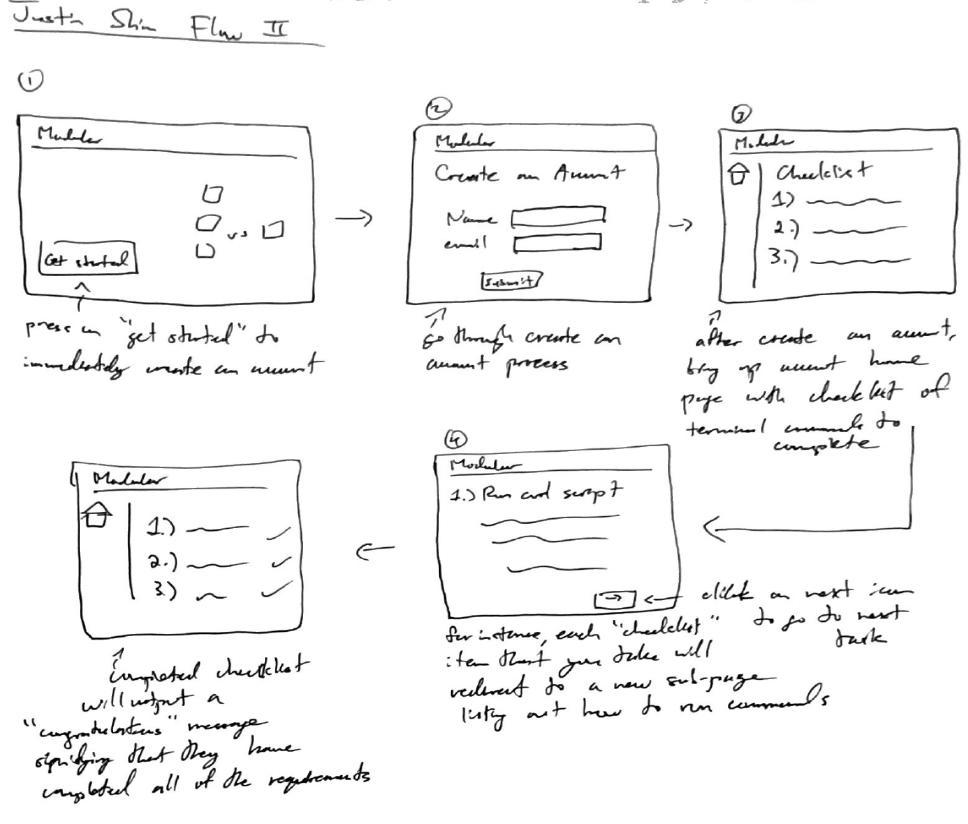 Justin Shin Flow II
①
Modular
vs
Get started
press on "get started" to
immediately create an account
②
Modular
Create an Account
Name
email
submit
go through create an
account process
③
Modular
Checklist
1)
2.)
3.)
after create an account,
bring up account home
page with checklist of
terminal commands to
complete
④
Modular
1.) Run curl script
click on next icon
to go to next
task
for instance, each "checklist"
item that you take will
redirect to a new sub-page
listing out how to run commands
Modular
1.)
2.)
3.)
completed checklist
will output a
"congratulations" message
signifying that they have
completed all of the requirements